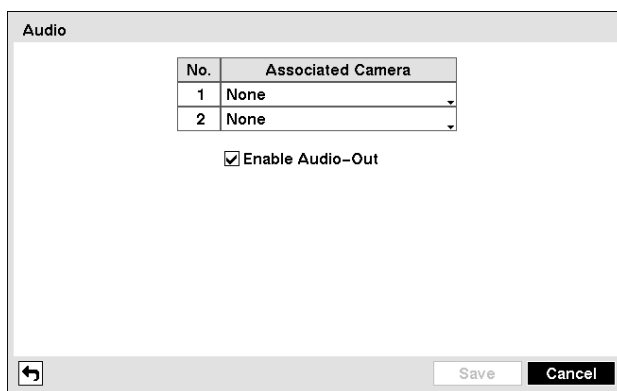 Audio
No. Associated Camera
1 None
2 None
Enable Audio-Out
Save Cancel